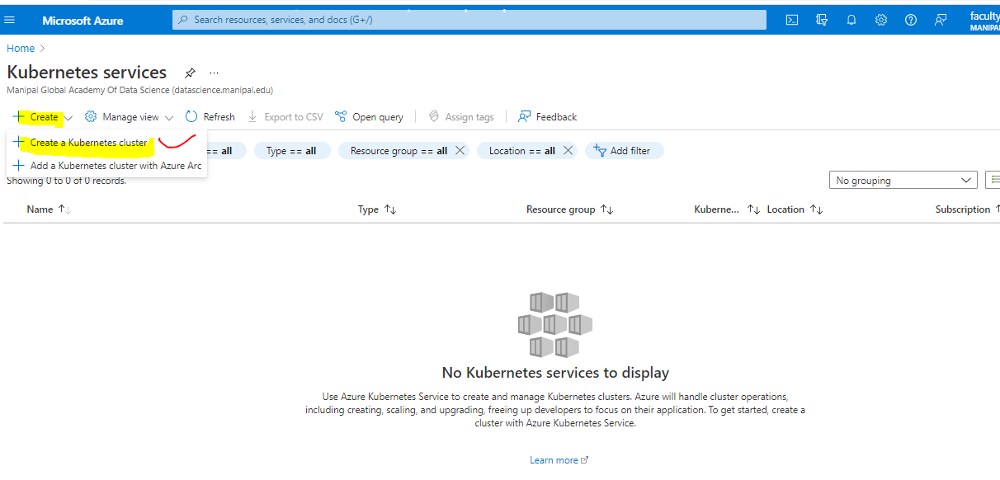 Microsoft Azure
Search resources, services, and docs (G+/)
faculty
MANIPAL
Home
Kubernetes services
...
Manipal Global Academy Of Data Science (datascience.manipal.edu)
Create
Manage view
Refresh
Export to CSV
Open query
Assign tags
Feedback
Create a Kubernetes cluster
Add a Kubernetes cluster with Azure Arc
== all
Type == all
Resource group == all
Location == all
Add filter
Showing 0 to 0 of 0 records.
No grouping
Name
Type
Resource group
Kuberne...
Location
Subscription
No Kubernetes services to display
Use Azure Kubernetes Service to create and manage Kubernetes clusters. Azure will handle cluster operations,
including creating, scaling, and upgrading, freeing up developers to focus on their application. To get started, create a
cluster with Azure Kubernetes Service.
Learn more